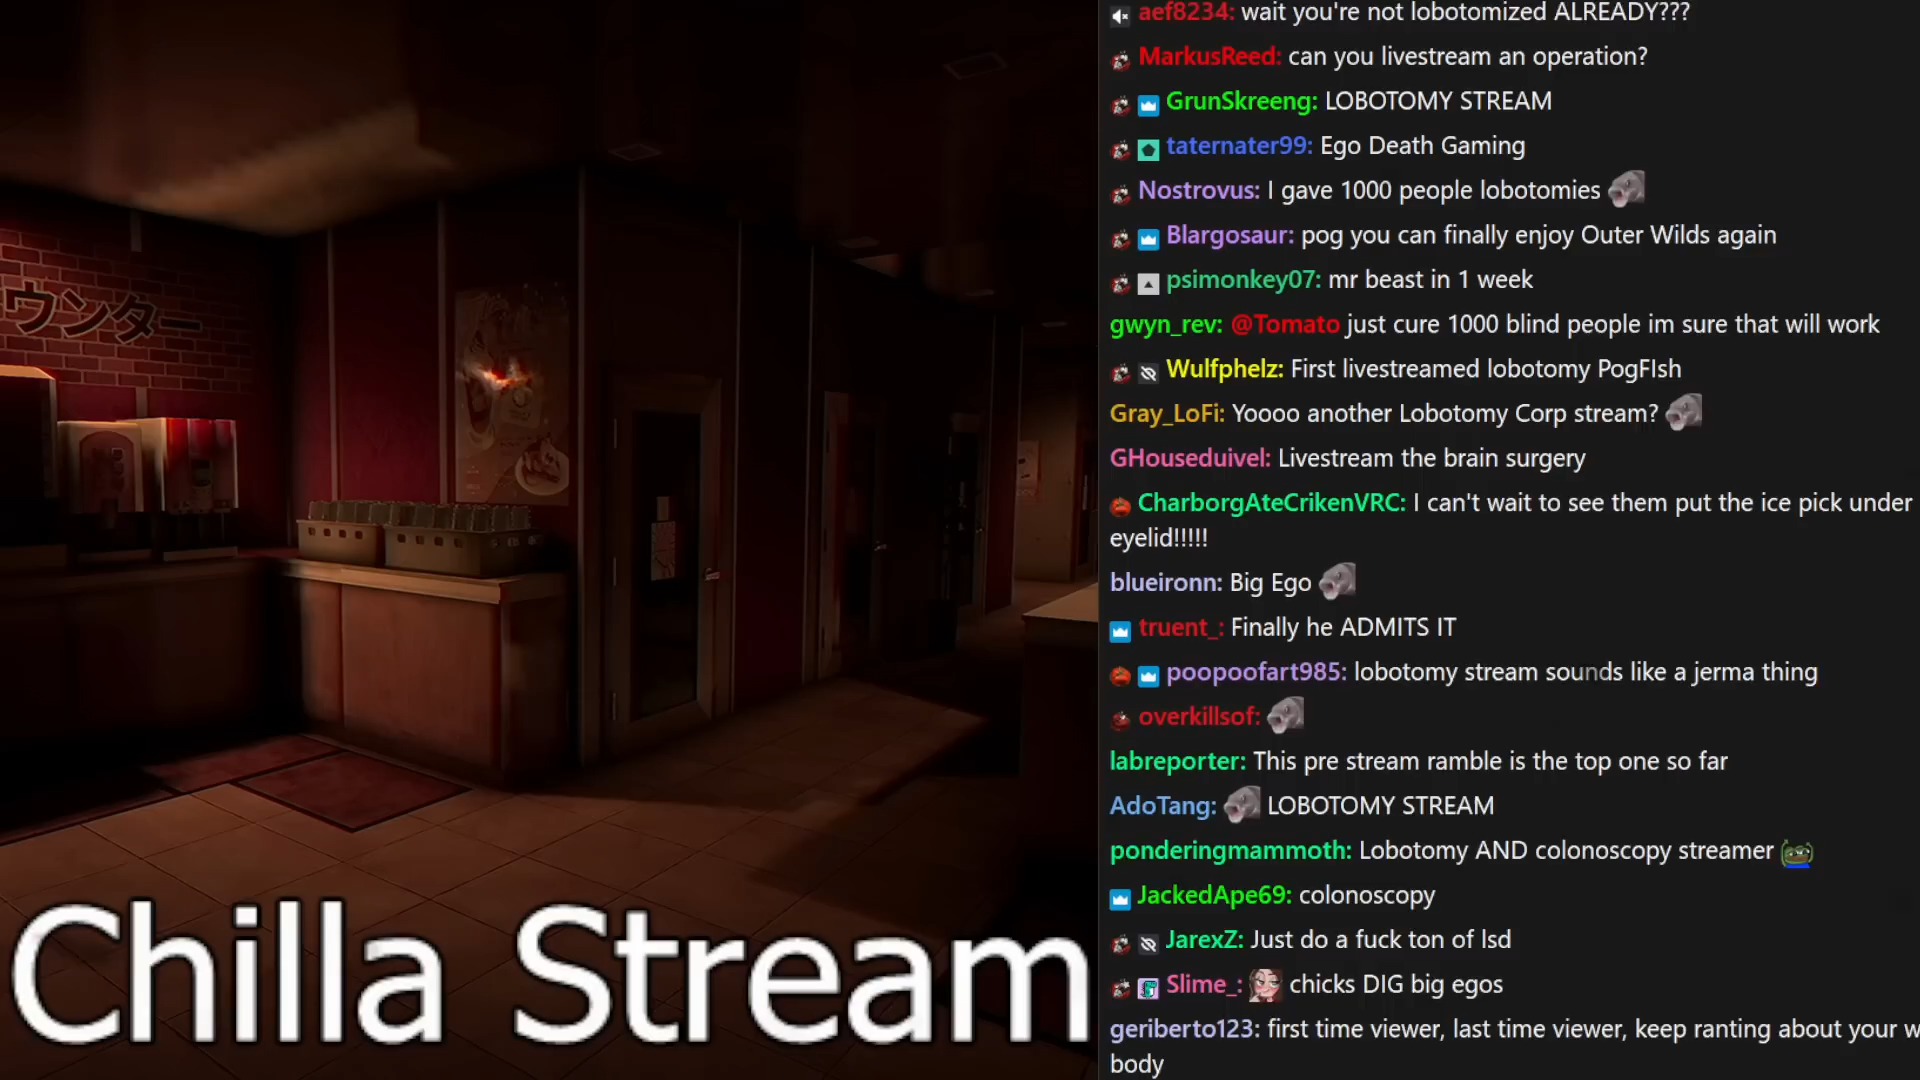 aef8234: wait you're not lobotomized ALREADY???
MarkusReed: can you livestream an operation?
GrunSkreeng: LOBOTOMY STREAM
taternater99: Ego Death Gaming
Nostrovus: I gave 1000 people lobotomies
Blargosaur: pog you can finally enjoy Outer Wilds again
psimonkey07: mr beast in 1 week
gwyn_rev: @Tomato just cure 1000 blind people im sure that will work
Wulfphelz: First livestreamed lobotomy PogFIsh
Gray_LoFi: Yoooo another Lobotomy Corp stream?
GHouseduivel: Livestream the brain surgery
CharborgAteCrikenVRC: I can't wait to see them put the ice pick under
eyelid!!!!!
blueironn: Big Ego
truent_: Finally he ADMITS IT
poopoofart985: lobotomy stream sounds like a jerma thing
overkillsof:
labreporter: This pre stream ramble is the top one so far
AdoTang: LOBOTOMY STREAM
ponderingmammoth: Lobotomy AND colonoscopy streamer
JackedApe69: colonoscopy
JarexZ: Just do a fuck ton of lsd
Slime_: chicks DIG big egos
geriberto123: first time viewer, last time viewer, keep ranting about your w
body
ウンター
Chilla Stream